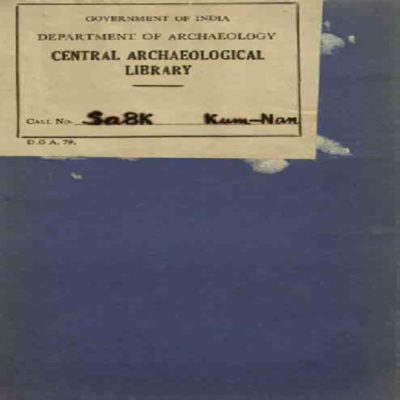 GOVERNMENT OF INDIA
DEPARTMENT OF ARCHAEOLOGY
CENTRAL ARCHAEOLOGICAL
LIBRARY
CALL No. Sa8K Kum-Nan
D.G A. 79.